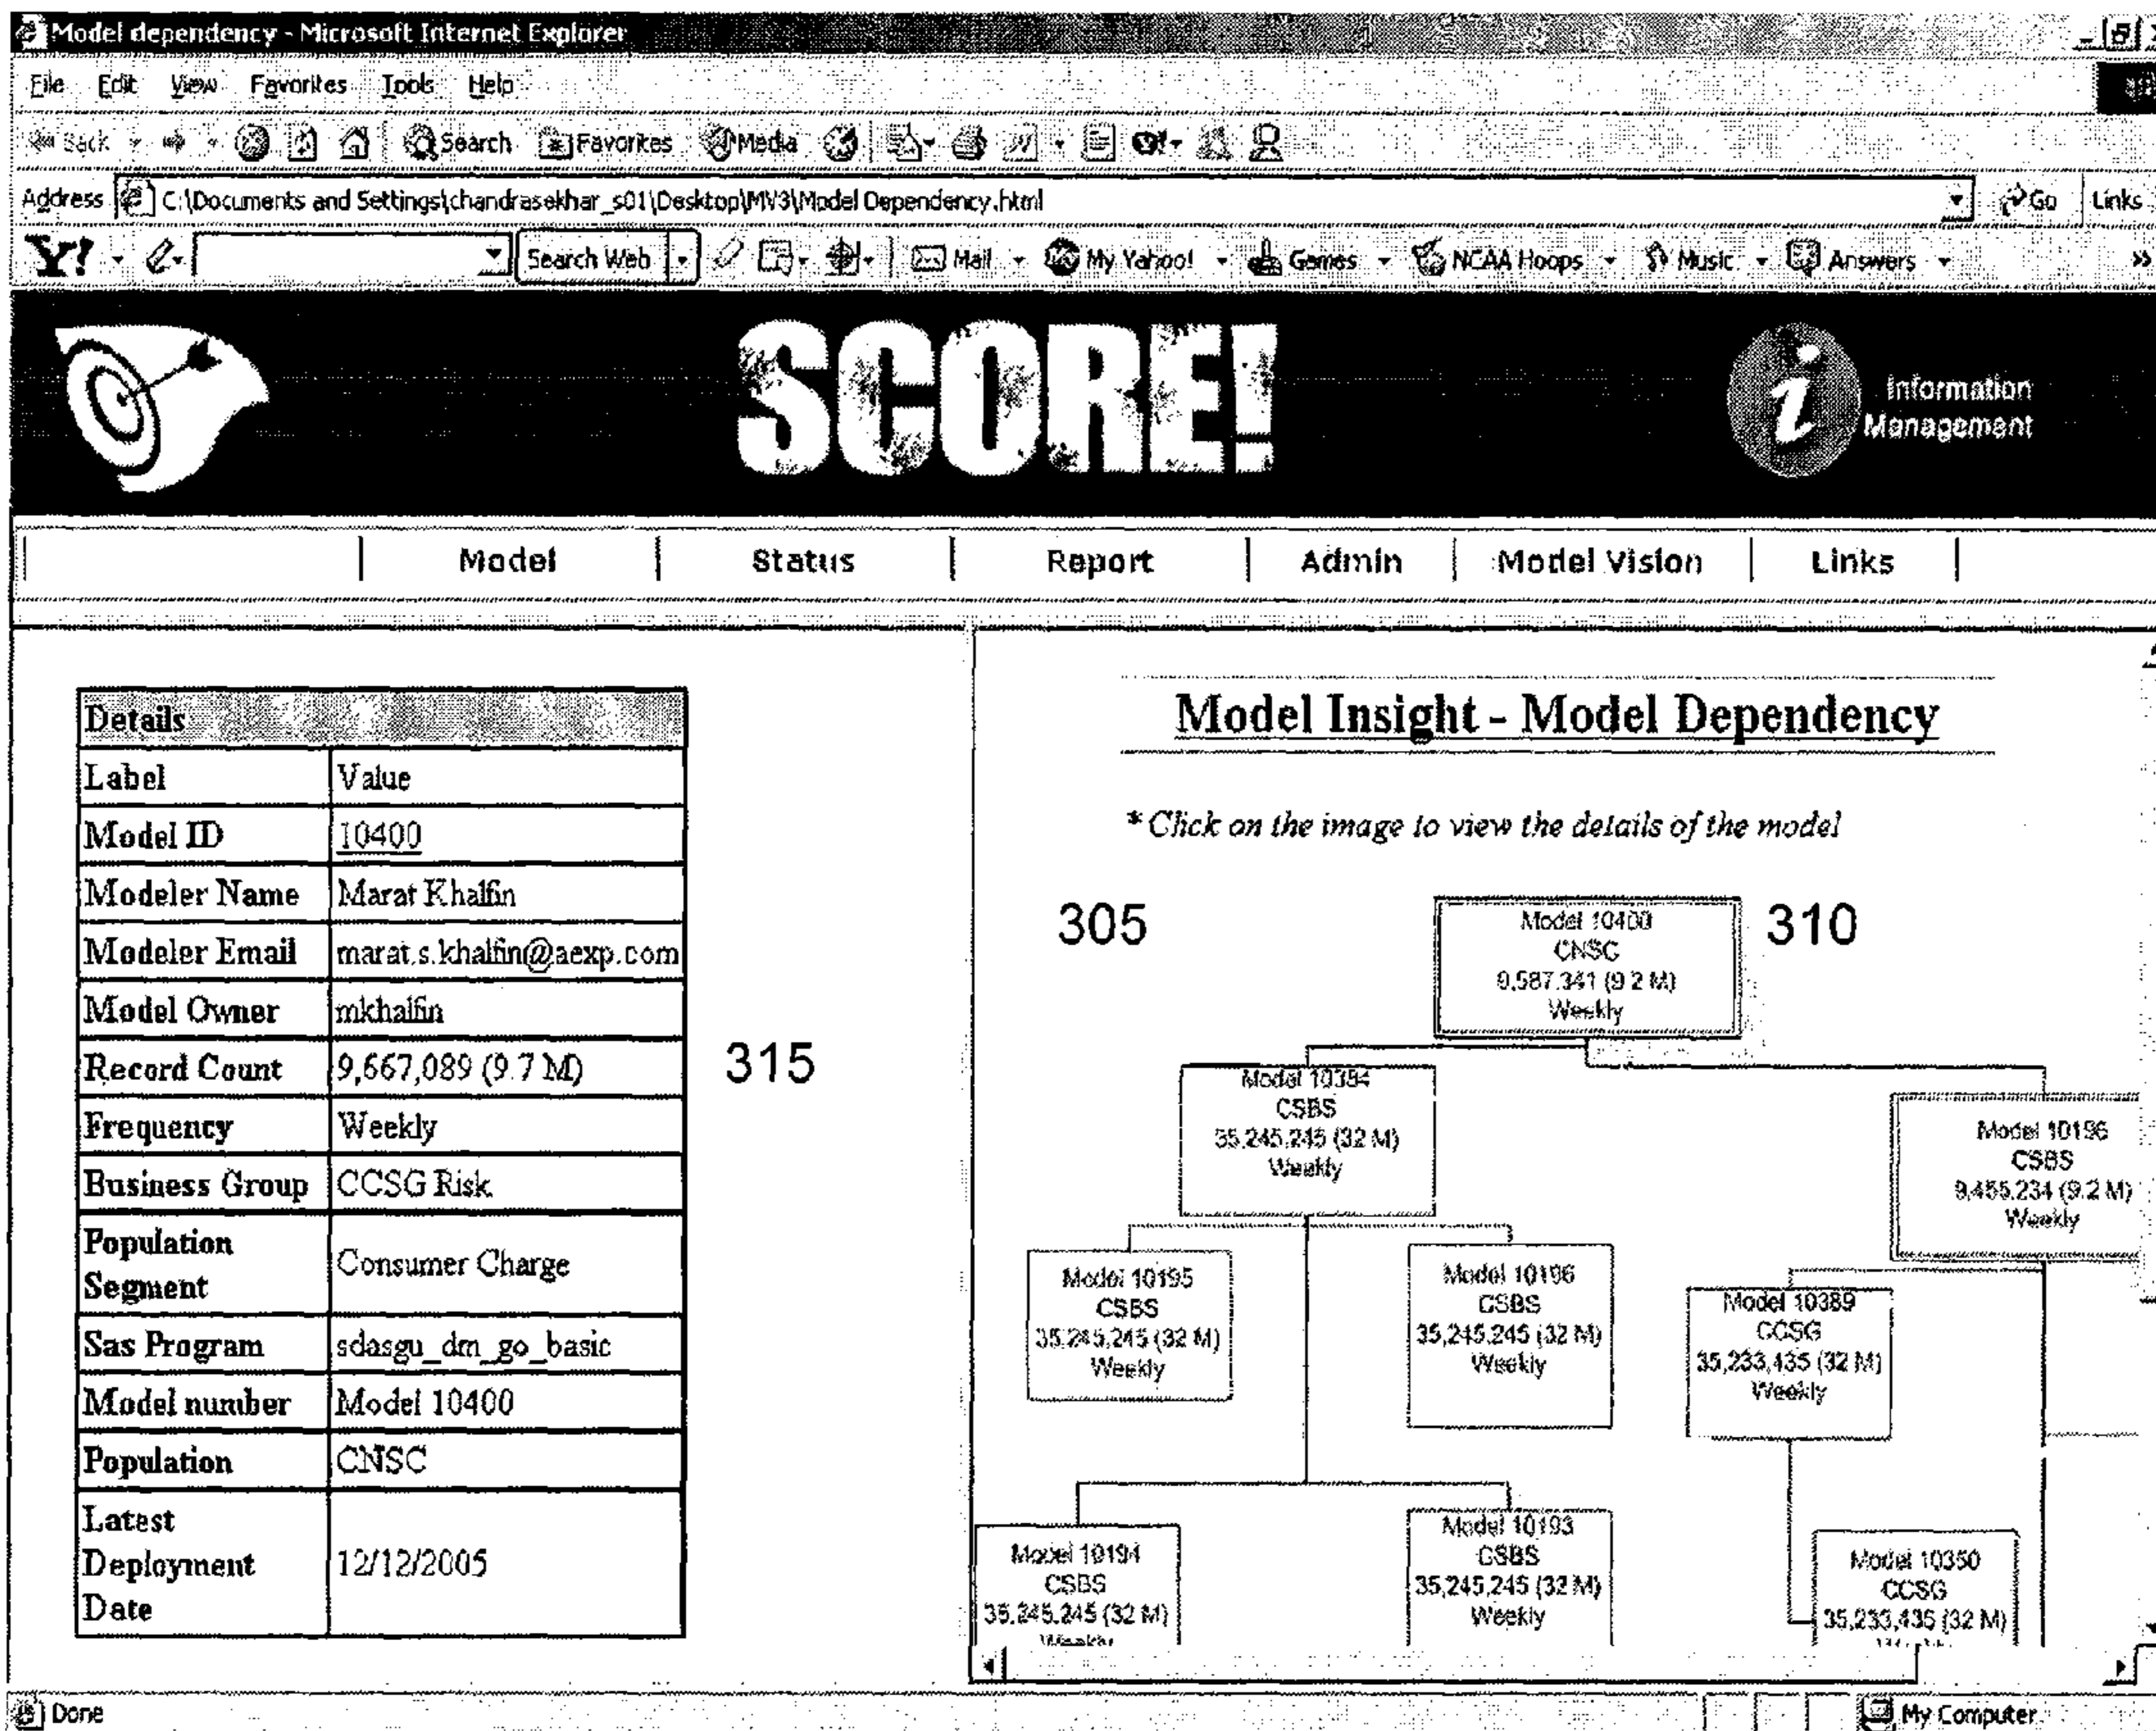 Model dependency - Microsoft Internet Explorer
File Edit View Favorites Tools Help
Back Search Favorites Media
Address C:\Documents and Settings\chandrasekhar_s01\Desktop\MV3\Model Dependency.html Go Links
Y! Search Web Mail My Yahoo! Games NCAA Hoops Music Answers »
SCORE!
i Information
Management
Model Status Report Admin Model Vision Links
Details
Label Value
Model ID 10400
Modeler Name Marat Khalfin
Modeler Email marat.s.khalfin@aexp.com
Model Owner mkhalfin
Record Count 9,667,089 (9.7 M)
Frequency Weekly
Business Group CCSG Risk
Population
Segment Consumer Charge
Sas Program sdasgu_dm_go_basic
Model number Model 10400
Population CNSC
Latest
Deployment
Date 12/12/2005
315
Model Insight - Model Dependency
* Click on the image to view the details of the model
305
310
Model 10400
CNSG
9,587,341 (9.2 M)
Weekly
Model 10394
CSBS
35,245,245 (32 M)
Weekly
Model 10196
CSBS
9,455,234 (9.2 M)
Weekly
Model 10195
CSBS
35,245,245 (32 M)
Weekly
Model 10196
CSBS
35,245,245 (32 M)
Weekly
Model 10389
CCSG
35,233,435 (32 M)
Weekly
Model 10194
CSBS
35,245,245 (32 M)
Weekly
Model 10193
CSBS
35,245,245 (32 M)
Weekly
Model 10350
CCSG
35,233,435 (32 M)
Done
My Computer